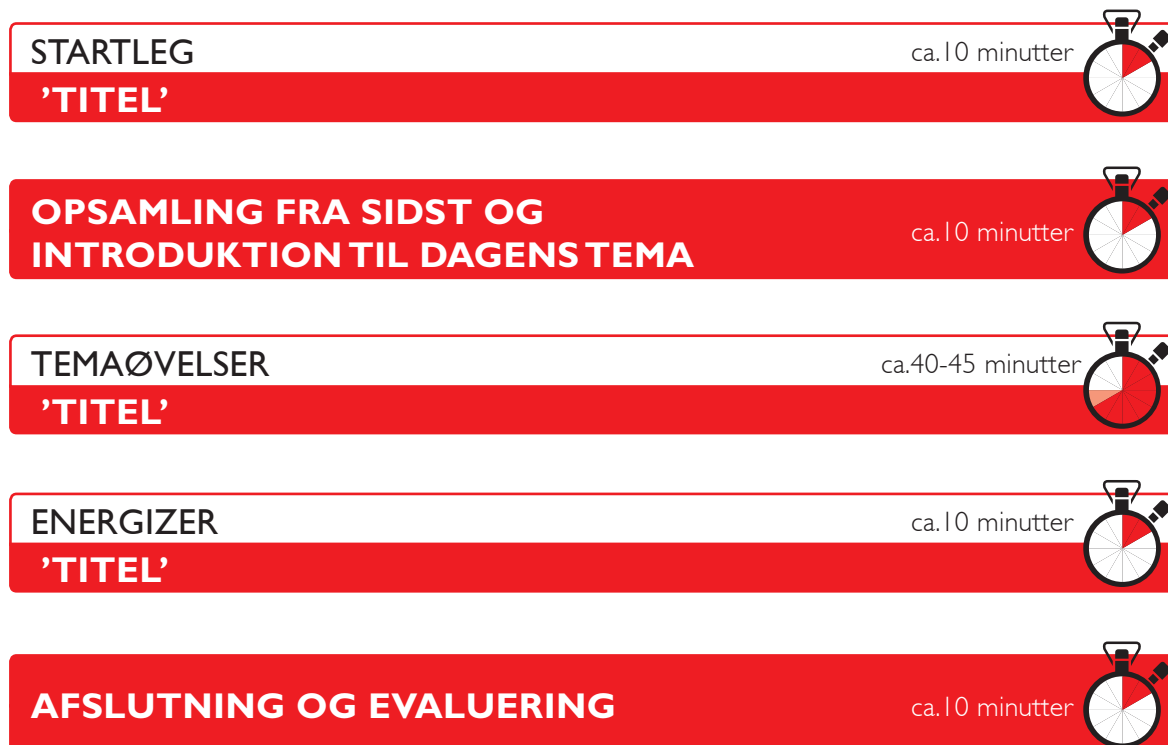 STARTLEG ca.10 minutter
’TITEL’
OPSAMLING FRA SIDST OG
INTRODUKTION TIL DAGENS TEMA ca.10 minutter
TEMAØVELSER ca.40-45 minutter
’TITEL’
ENERGIZER ca.10 minutter
’TITEL’
AFSLUTNING OG EVALUERING ca.10 minutter